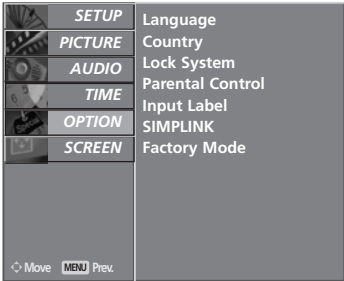 SETUP
PICTURE
AUDIO
TIME
OPTION
SCREEN
Language
Country
Lock System
Parental Control
Input Label
SIMPLINK
Factory Mode
Move MENU Prev.